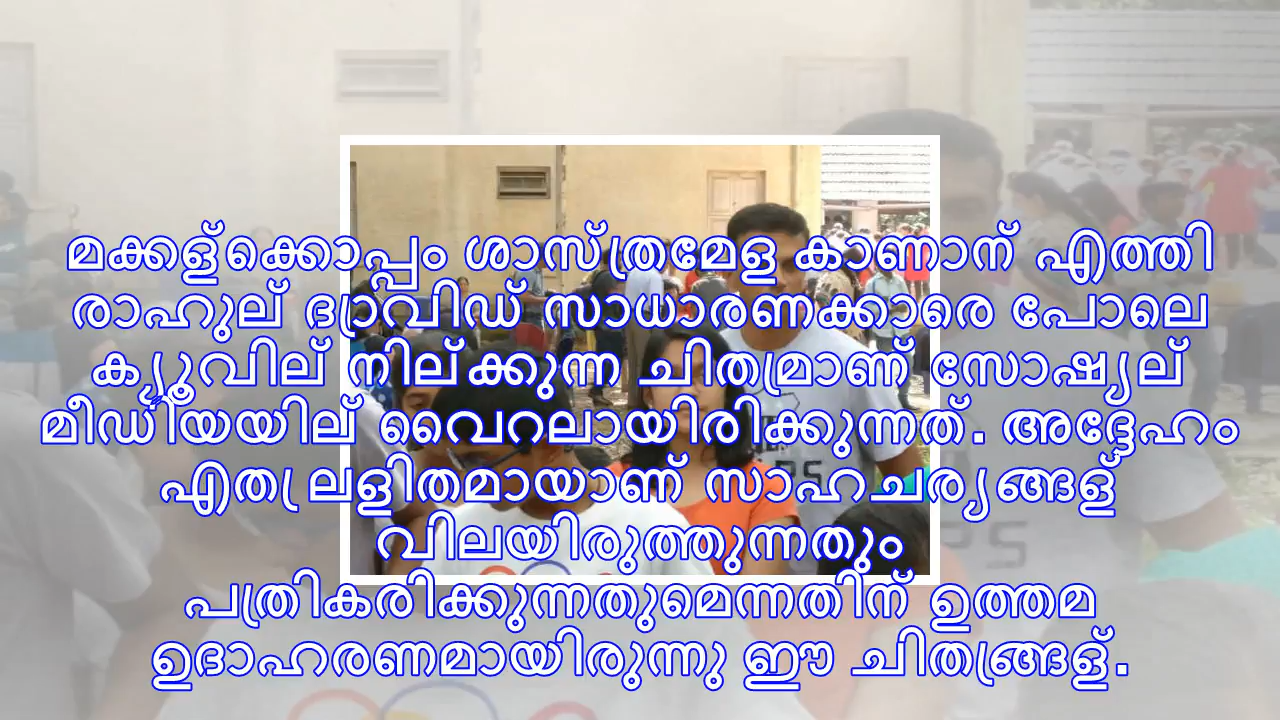 മക്കള്ക്കൊപ്പം ശാസ്ത്രമേള കാണാന് എത്തി
രാഹുല് ദ്രാവിഡ് സാധാരണക്കാരെ പോലെ
ക്യൂവില് നില്ക്കുന്ന ചിത്രമാണ് സോഷ്യല്
മീഡിയയില് വൈറലായിരിക്കുന്നത്. അദ്ദേഹം
എത്ര ലളിതമായാണ് സാഹചര്യങ്ങള്
വിലയിരുത്തുന്നതും
പ്രതികരിക്കുന്നതുമെന്നതിന് ഉത്തമ
ഉദാഹരണമായിരുന്നു ഈ ചിത്രങ്ങള്.